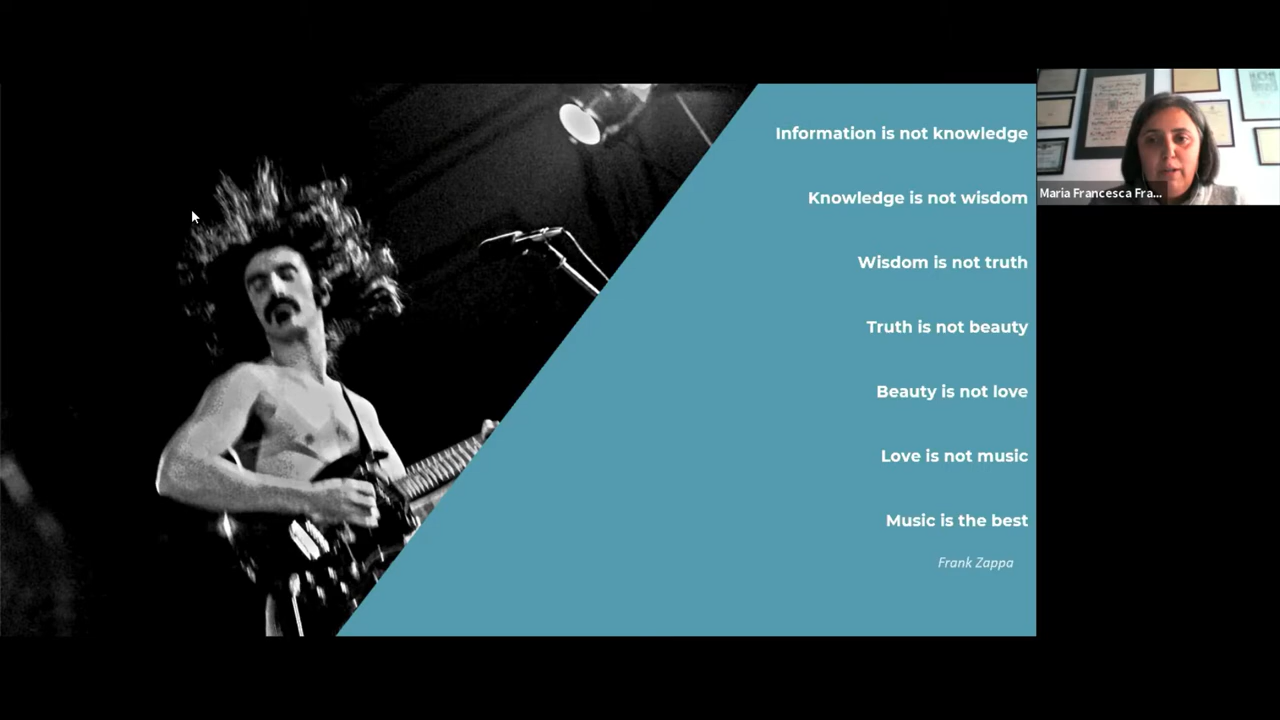 Information is not knowledge
Knowledge is not wisdom
Wisdom is not truth
Truth is not beauty
Beauty is not love
Love is not music
Music is the best
Frank Zappa
Maria Francesca Fra...